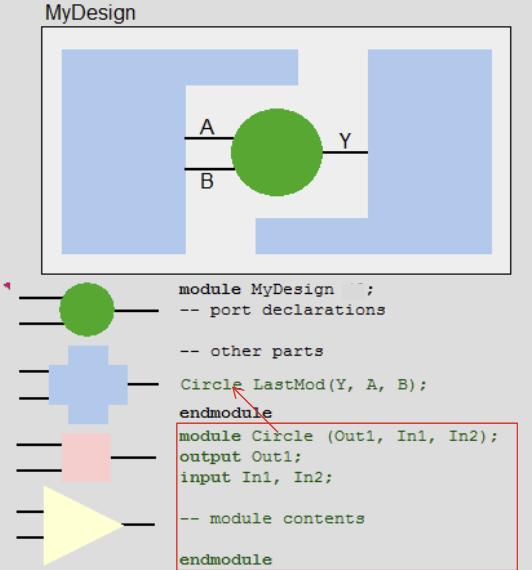 MyDesign
A
Y
B
module MyDesign ;
-- port declarations
-- other parts
Circle LastMod(Y, A, B);
endmodule
module Circle (Out1, In1, In2);
output Out1;
input In1, In2;
-- module contents
endmodule